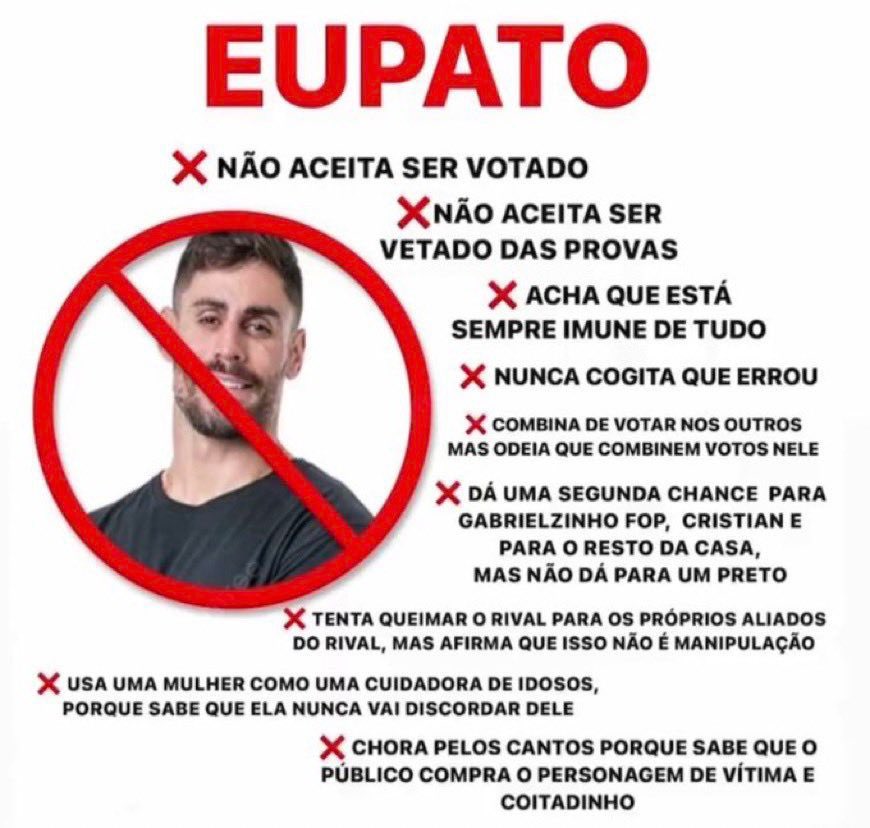 EUPATO
❌ NÃO ACEITA SER VOTADO
❌NÃO ACEITA SER
VETADO DAS PROVAS
❌ ACHA QUE ESTÁ
SEMPRE IMUNE DE TUDO
❌ NUNCA COGITA QUE ERROU
❌ COMBINA DE VOTAR NOS OUTROS
MAS ODEIA QUE COMBINEM VOTOS NELE
❌ DÁ UMA SEGUNDA CHANCE PARA
GABRIELZINHO FOP, CRISTIAN E
PARA O RESTO DA CASA,
MAS NÃO DÁ PARA UM PRETO
❌ TENTA QUEIMAR O RIVAL PARA OS PRÓPRIOS ALIADOS
DO RIVAL, MAS AFIRMA QUE ISSO NÃO É MANIPULAÇÃO
❌ USA UMA MULHER COMO UMA CUIDADORA DE IDOSOS,
PORQUE SABE QUE ELA NUNCA VAI DISCORDAR DELE
❌ CHORA PELOS CANTOS PORQUE SABE QUE O
PÚBLICO COMPRA O PERSONAGEM DE VÍTIMA E
COITADINHO